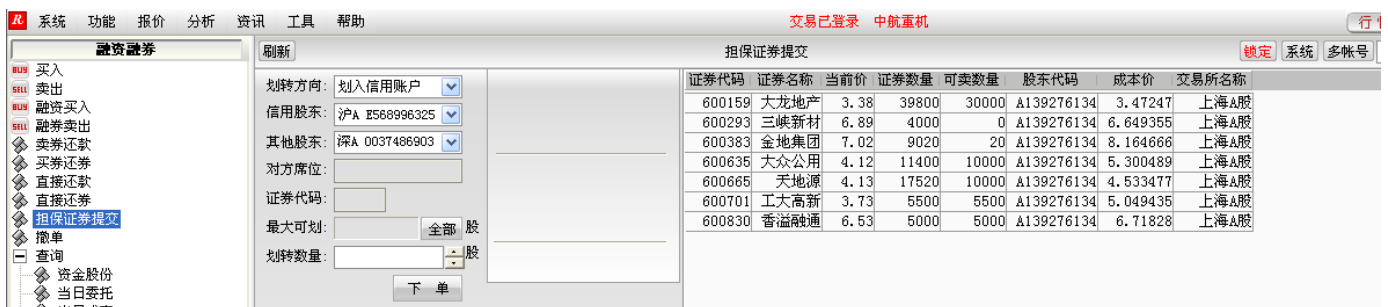 R 系统 功能 报价 分析 资讯 工具 帮助 交易已登录 中航重机
融资融券 刷新 担保证券提交 锁定 系统 多帐号
BUY 买入
SELL 卖出
BUY 融资买入
SELL 融券卖出
卖券还款
买券还券
直接还款
直接还券
担保证券提交
撤单
查询
资金股份
当日委托
划转方向: 划入信用账户
信用股东: 沪A E568996325
其他股东: 深A 0037486903
对方席位:
证券代码:
最大可划: 全部 股
划转数量: 股
下 单
证券代码 证券名称 当前价 证券数量 可卖数量 股东代码 成本价 交易所名称
600159 大龙地产 3.38 39800 30000 A139276134 3.47247 上海A股
600293 三峡新材 6.89 4000 0 A139276134 6.649355 上海A股
600383 金地集团 7.02 9020 20 A139276134 8.164666 上海A股
600635 大众公用 4.12 11400 10000 A139276134 5.300489 上海A股
600665 天地源 4.13 17520 10000 A139276134 4.533477 上海A股
600701 工大高新 3.73 5500 5500 A139276134 5.049435 上海A股
600830 香溢融通 6.53 5000 5000 A139276134 6.71828 上海A股